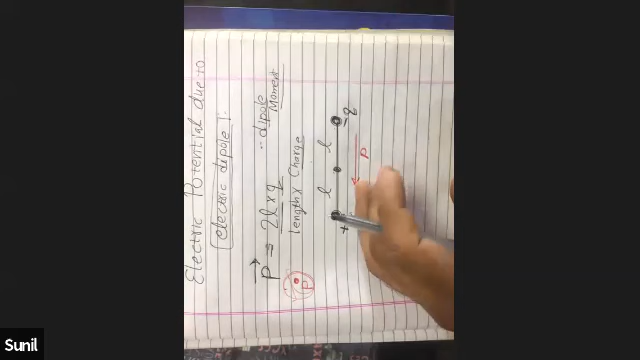 Electric Potential due to
electric dipole :-
P = 2l × q
∴ dipole
Moment
length × Charge
P
l
l
+
-q
P
Sunil